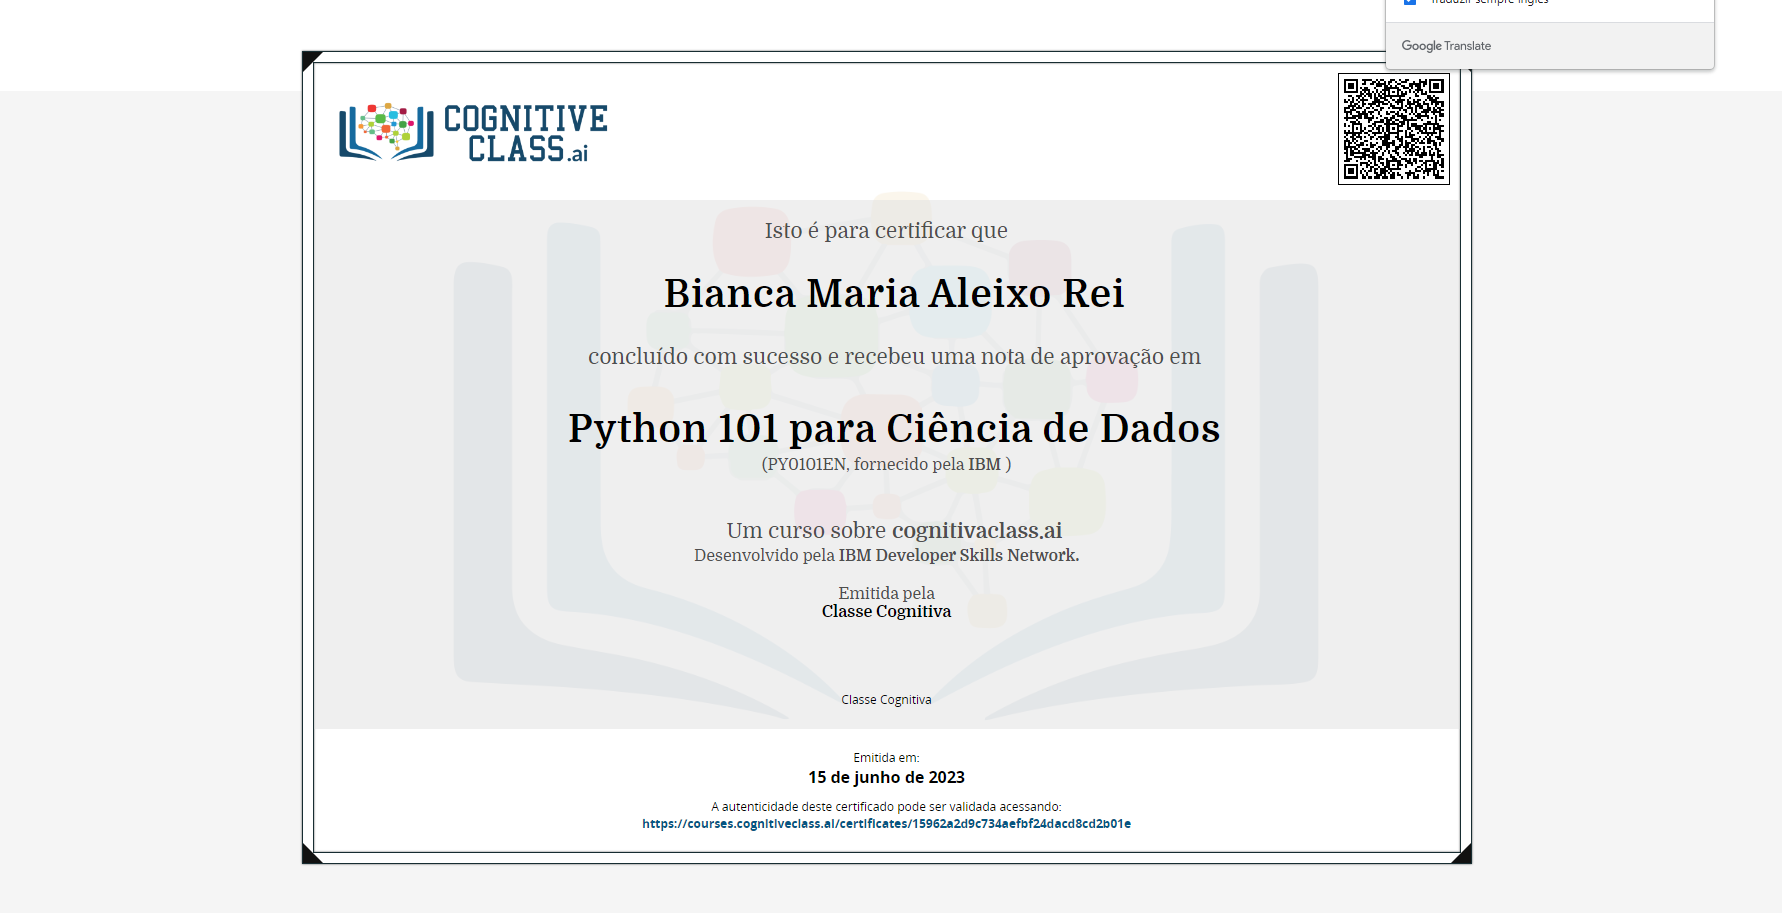 Traduzir sempre inglês
Google Translate
COGNITIVE
CLASS.ai
Isto é para certificar que
Bianca Maria Aleixo Rei
concluído com sucesso e recebeu uma nota de aprovação em
Python 101 para Ciência de Dados
(PY0101EN, fornecido pela IBM )
Um curso sobre cognitivaclass.ai
Desenvolvido pela IBM Developer Skills Network.
Emitida pela
Classe Cognitiva
Classe Cognitiva
Emitida em:
15 de junho de 2023
A autenticidade deste certificado pode ser validada acessando:
https://courses.cognitiveclass.ai/certificates/15962a2d9c734aefbf24dacd8cd2b01e